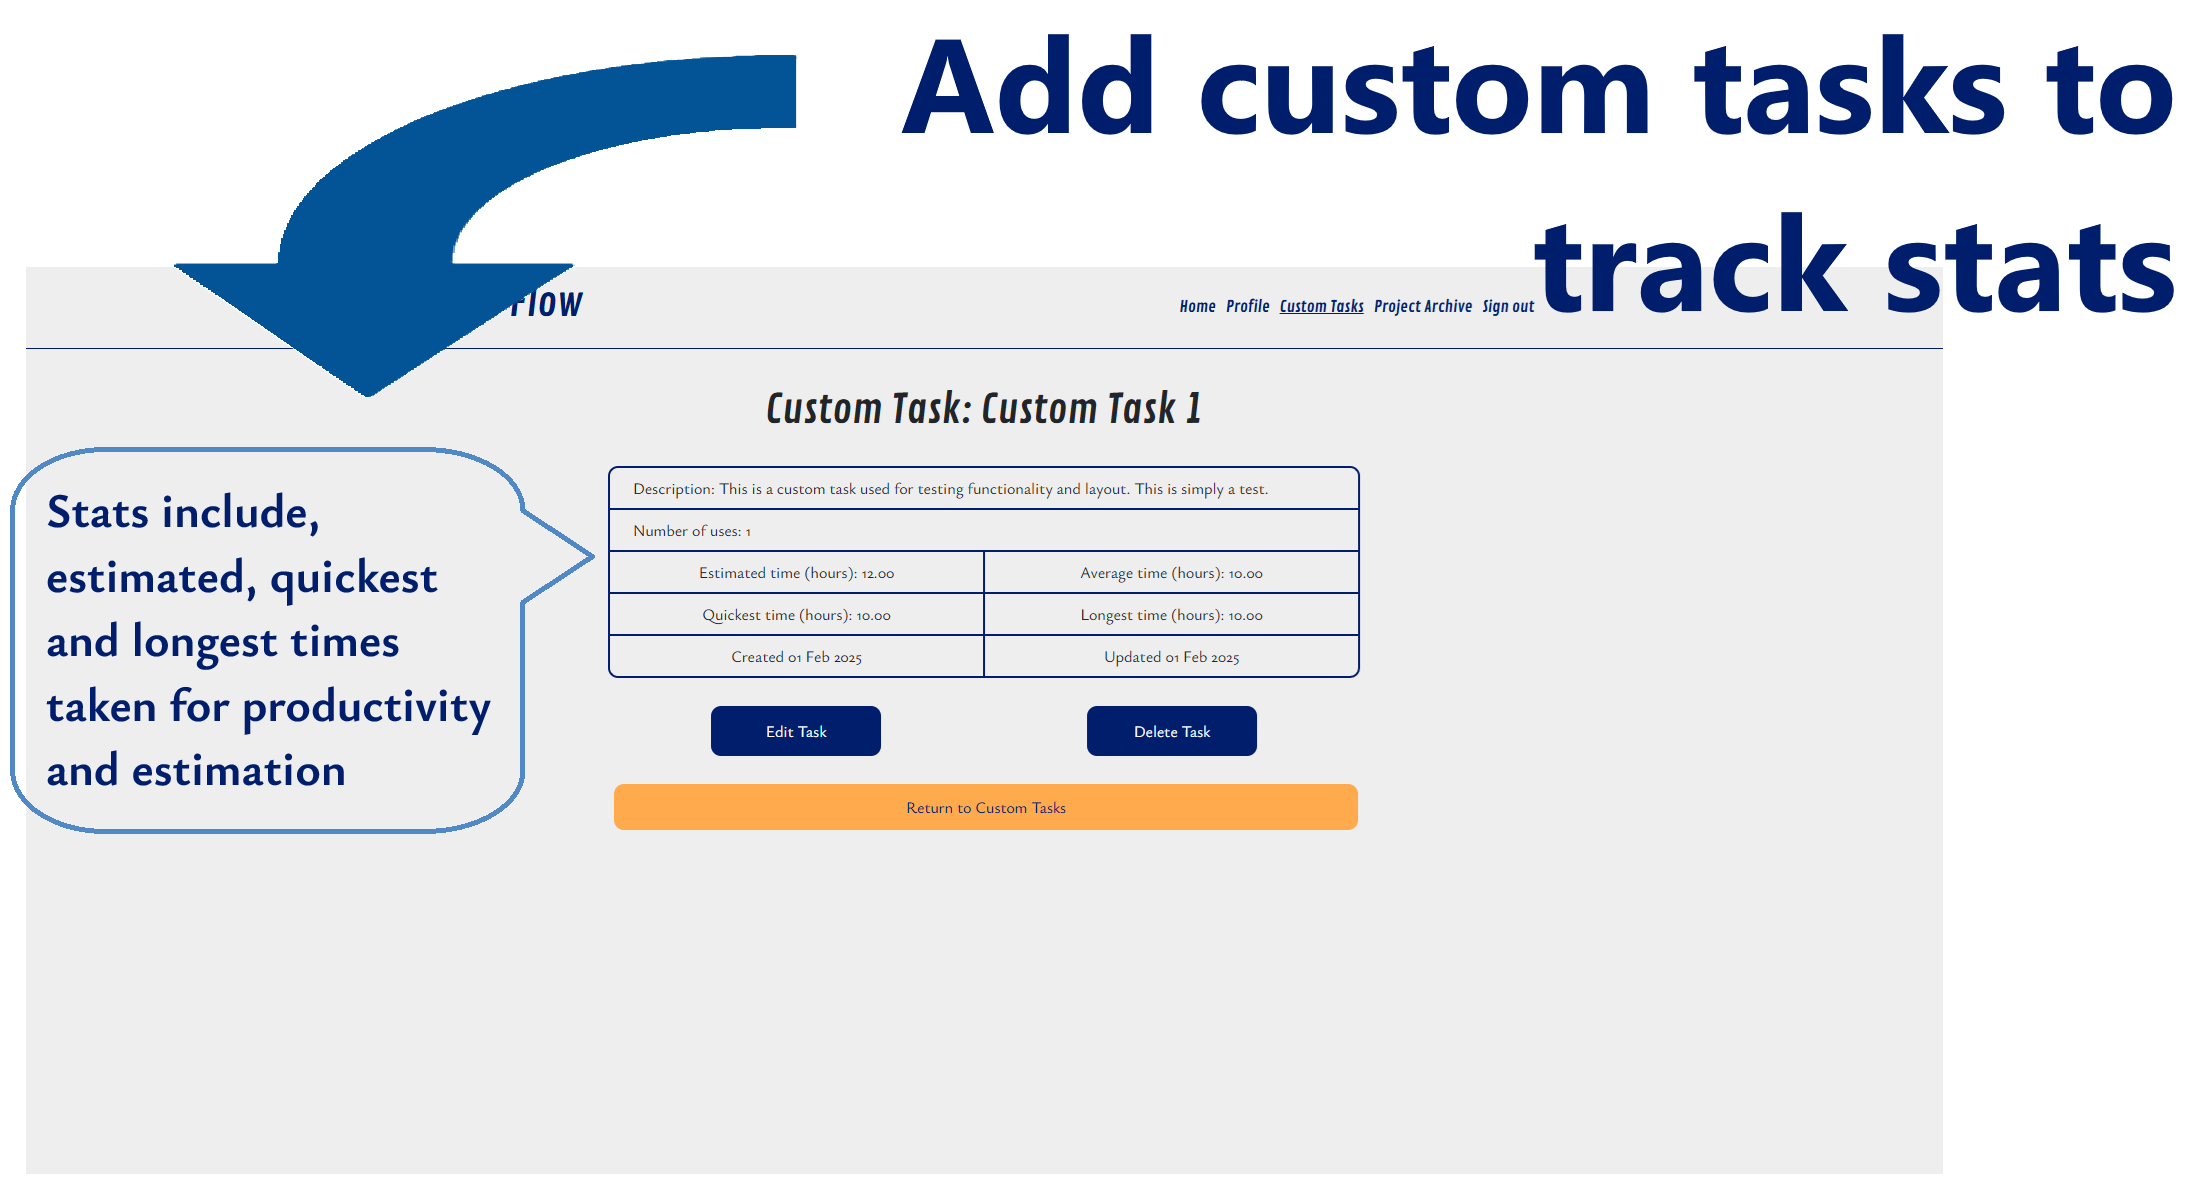 Add custom tasks to
track stats
Flow
Home Profile Custom Tasks Project Archive Sign out
Custom Task: Custom Task 1
Stats include,
estimated, quickest
and longest times
taken for productivity
and estimation
Description: This is a custom task used for testing functionality and layout. This is simply a test.
Number of uses: 1
Estimated time (hours): 12.00 Average time (hours): 10.00
Quickest time (hours): 10.00 Longest time (hours): 10.00
Created 01 Feb 2025 Updated 01 Feb 2025
Edit Task Delete Task
Return to Custom Tasks